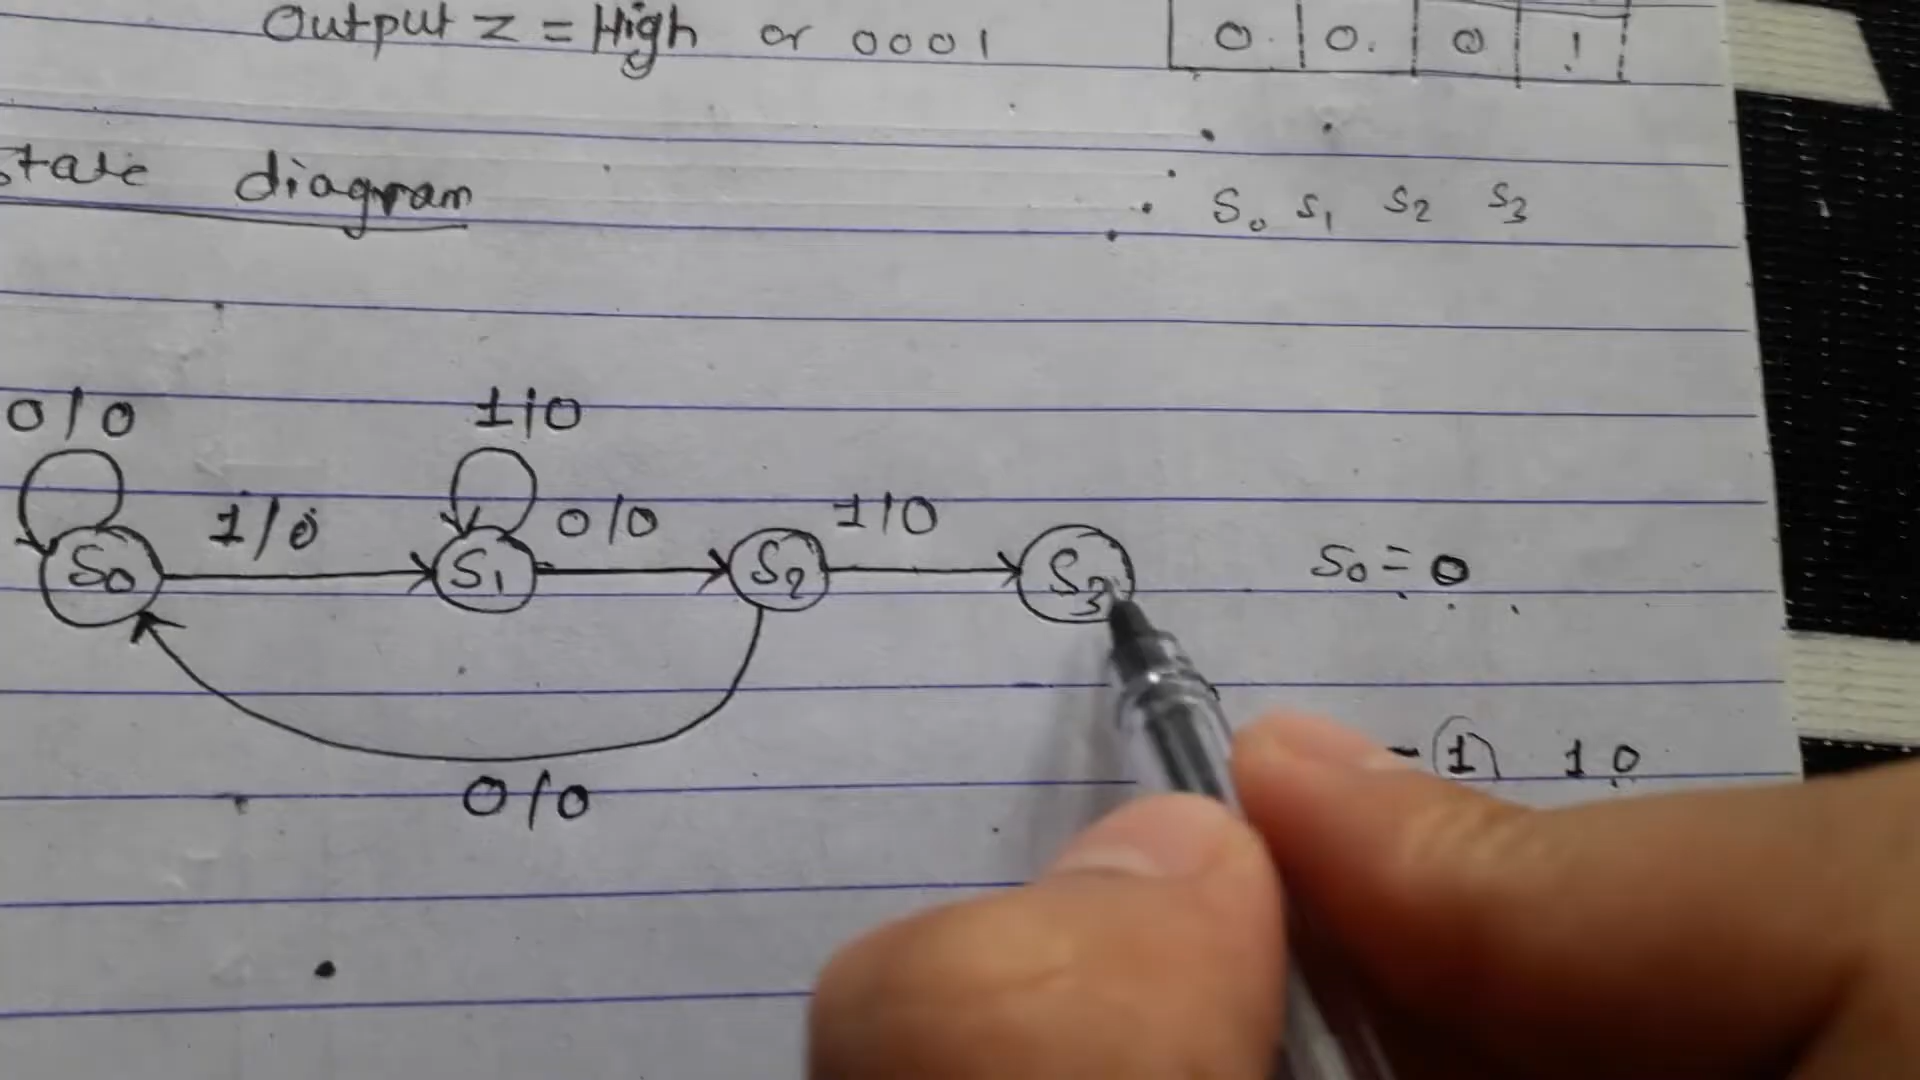 Output Z = High or 0001
0. 0. 0 1
State diagram
S0 S1 S2 S3
0/0
1/0
1/0
0/0
1/0
S0
S1
S2
S3
S0 = 0
- 1 1 0
0/0